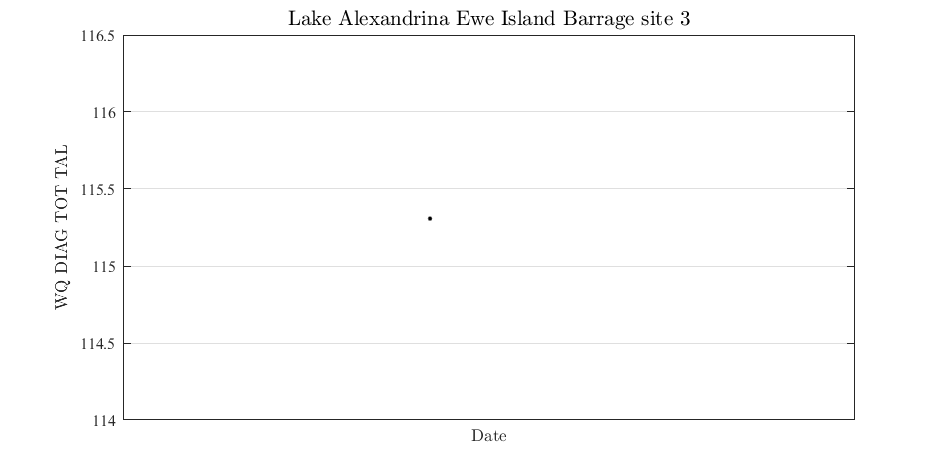 Lake Alexandrina Ewe Island Barrage site 3
116.5
116
115.5
115
114.5
114
WQ DIAG TOT TAL
Date